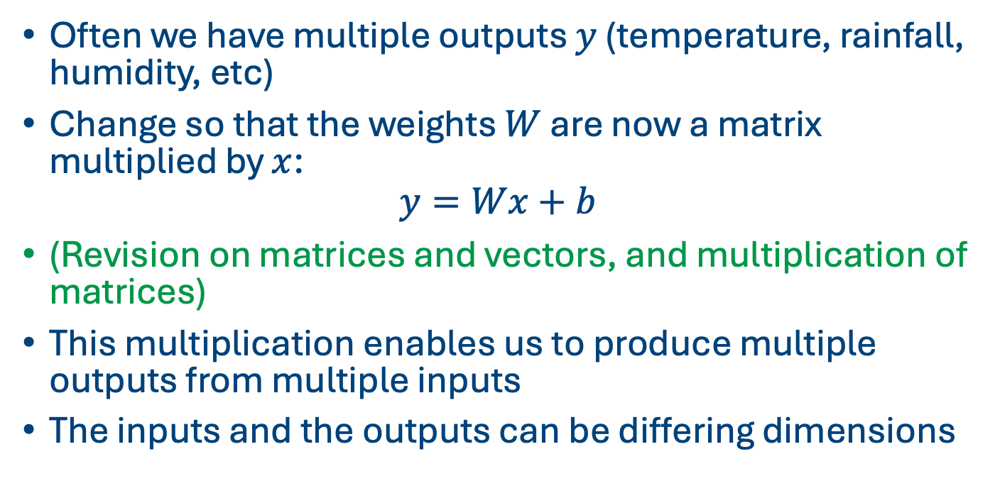 • Often we have multiple outputs y (temperature, rainfall,
humidity, etc)
• Change so that the weights W are now a matrix
multiplied by x:
y = Wx + b
• (Revision on matrices and vectors, and multiplication of
matrices)
• This multiplication enables us to produce multiple
outputs from multiple inputs
• The inputs and the outputs can be differing dimensions